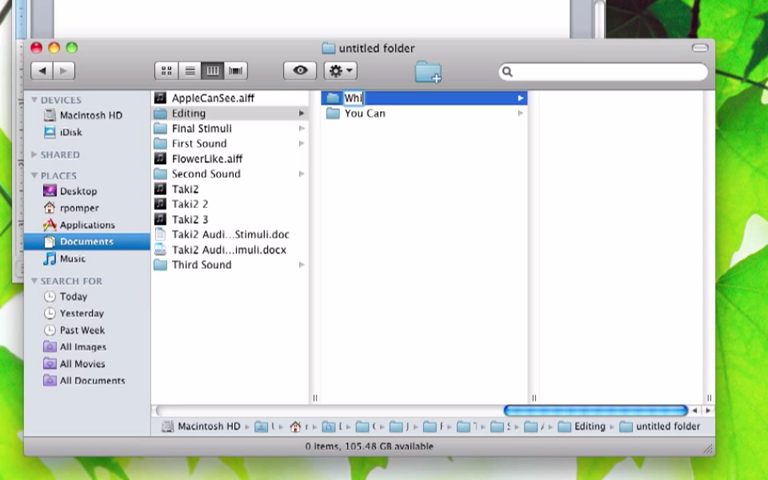 untitled folder
DEVICES
Macintosh HD
iDisk
SHARED
PLACES
Desktop
rpomper
Applications
Documents
Music
SEARCH FOR
Today
Yesterday
Past Week
All Images
All Movies
All Documents
AppleCanSee.aiff
Editing
Final Stimuli
First Sound
FlowerLike.aiff
Second Sound
Taki2
Taki2 2
Taki2 3
Taki2 Audi...Stimuli.doc
Taki2 Audi...imuli.docx
Third Sound
Whi
You Can
Macintosh HD
Editing
untitled folder
0 items, 105.48 GB available